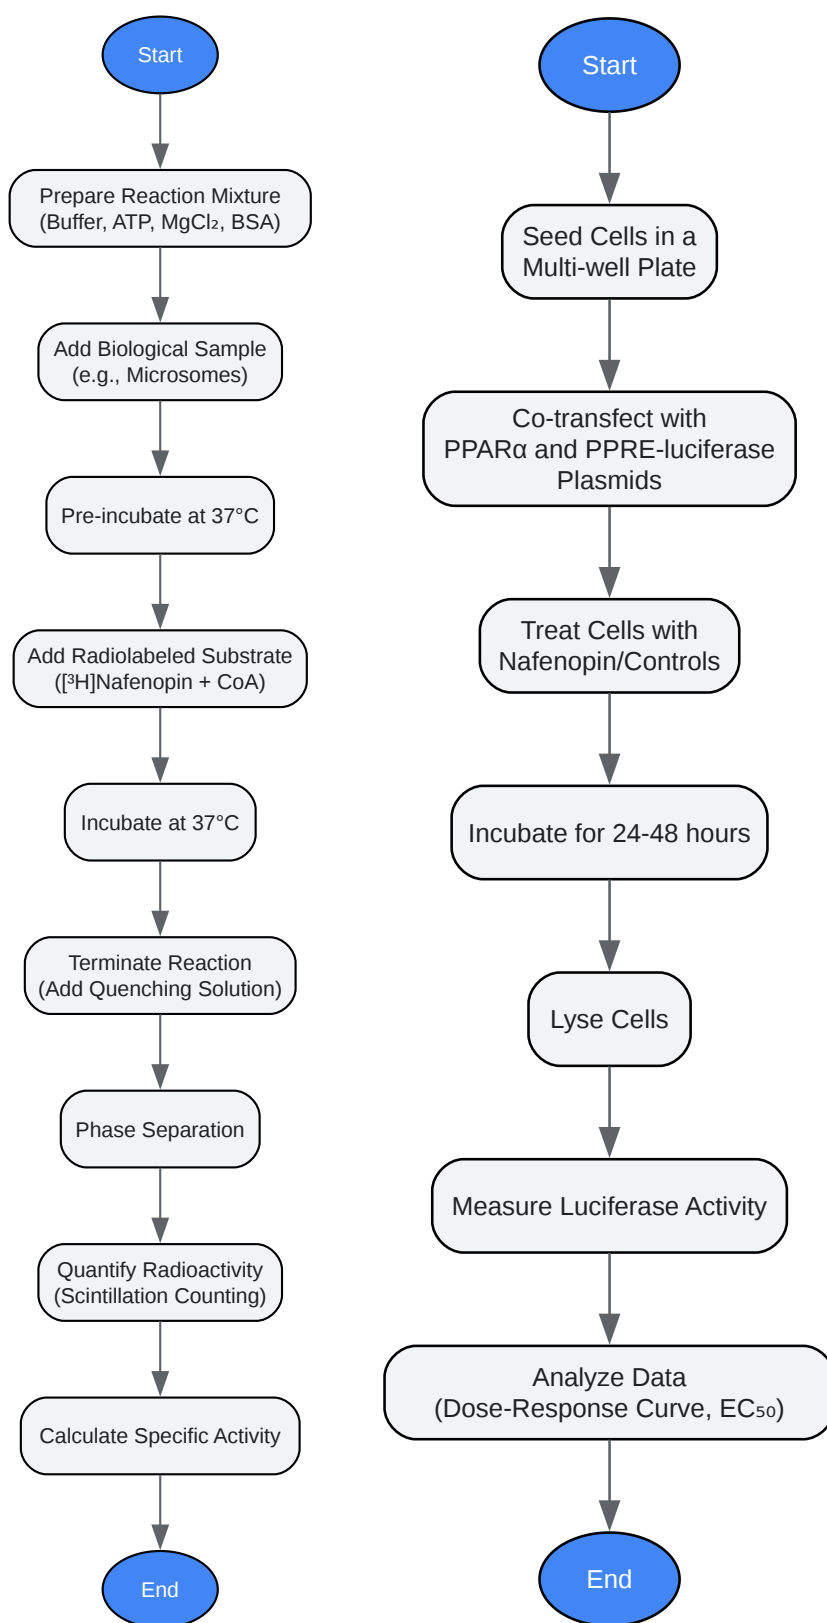 Start
Prepare Reaction Mixture
(Buffer, ATP, MgCl₂, BSA)
Add Biological Sample
(e.g., Microsomes)
Pre-incubate at 37°C
Add Radiolabeled Substrate
([³H]Nafenopin + CoA)
Incubate at 37°C
Terminate Reaction
(Add Quenching Solution)
Phase Separation
Quantify Radioactivity
(Scintillation Counting)
Calculate Specific Activity
End
Start
Seed Cells in a
Multi-well Plate
Co-transfect with
PPARα and PPRE-luciferase
Plasmids
Treat Cells with
Nafenopin/Controls
Incubate for 24-48 hours
Lyse Cells
Measure Luciferase Activity
Analyze Data
(Dose-Response Curve, EC₅₀)
End